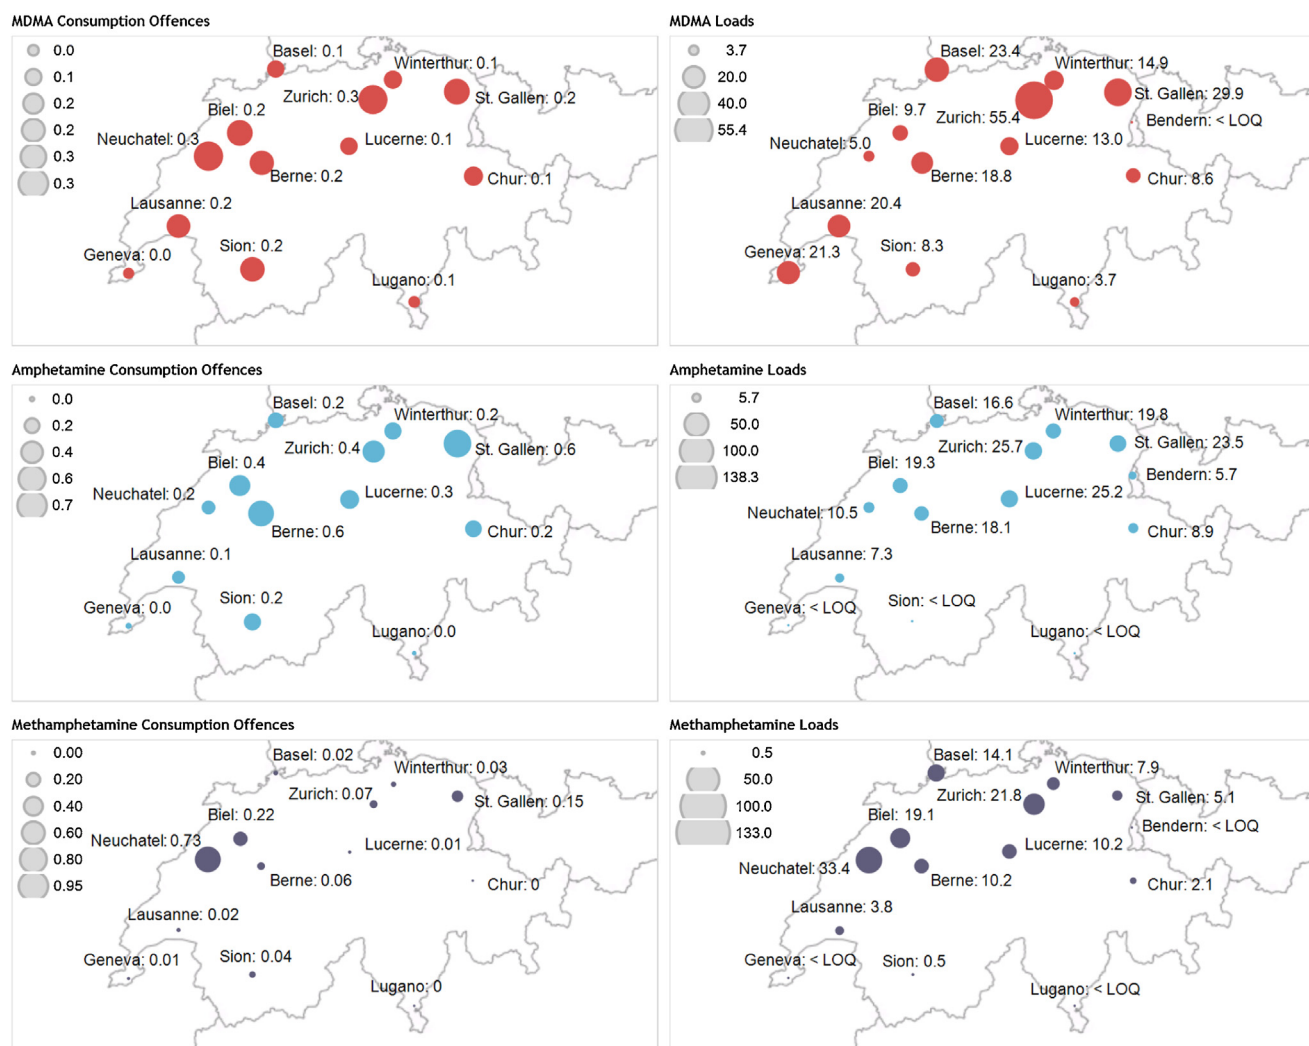 MDMA Consumption Offences
0.0
0.1
0.2
0.2
0.3
0.3
Basel: 0.1
Winterthur: 0.1
Zurich: 0.3
St. Gallen: 0.2
Biel: 0.2
Neuchatel: 0.3
Lucerne: 0.1
Berne: 0.2
Chur: 0.1
Lausanne: 0.2
Geneva: 0.0
Sion: 0.2
Lugano: 0.1
MDMA Loads
3.7
20.0
40.0
55.4
Basel: 23.4
Winterthur: 14.9
St. Gallen: 29.9
Biel: 9.7
Zurich: 55.4
Bendern: < LOQ
Neuchatel: 5.0
Lucerne: 13.0
Berne: 18.8
Chur: 8.6
Lausanne: 20.4
Geneva: 21.3
Sion: 8.3
Lugano: 3.7
Amphetamine Consumption Offences
0.0
0.2
0.4
0.6
0.7
Basel: 0.2
Winterthur: 0.2
Zurich: 0.4
St. Gallen: 0.6
Biel: 0.4
Neuchatel: 0.2
Lucerne: 0.3
Berne: 0.6
Chur: 0.2
Lausanne: 0.1
Geneva: 0.0
Sion: 0.2
Lugano: 0.0
Amphetamine Loads
5.7
50.0
100.0
138.3
Basel: 16.6
Winterthur: 19.8
Zurich: 25.7
St. Gallen: 23.5
Biel: 19.3
Bendern: 5.7
Lucerne: 25.2
Neuchatel: 10.5
Berne: 18.1
Chur: 8.9
Lausanne: 7.3
Geneva: < LOQ
Sion: < LOQ
Lugano: < LOQ
Methamphetamine Consumption Offences
0.00
0.20
0.40
0.60
0.80
0.95
Basel: 0.02
Winterthur: 0.03
Zurich: 0.07
St. Gallen: 0.15
Biel: 0.22
Neuchatel: 0.73
Lucerne: 0.01
Berne: 0.06
Chur: 0
Lausanne: 0.02
Geneva: 0.01
Sion: 0.04
Lugano: 0
Methamphetamine Loads
0.5
50.0
100.0
133.0
Basel: 14.1
Winterthur: 7.9
Zurich: 21.8
St. Gallen: 5.1
Biel: 19.1
Bendern: < LOQ
Lucerne: 10.2
Neuchatel: 33.4
Berne: 10.2
Chur: 2.1
Lausanne: 3.8
Geneva: < LOQ
Sion: 0.5
Lugano: < LOQ